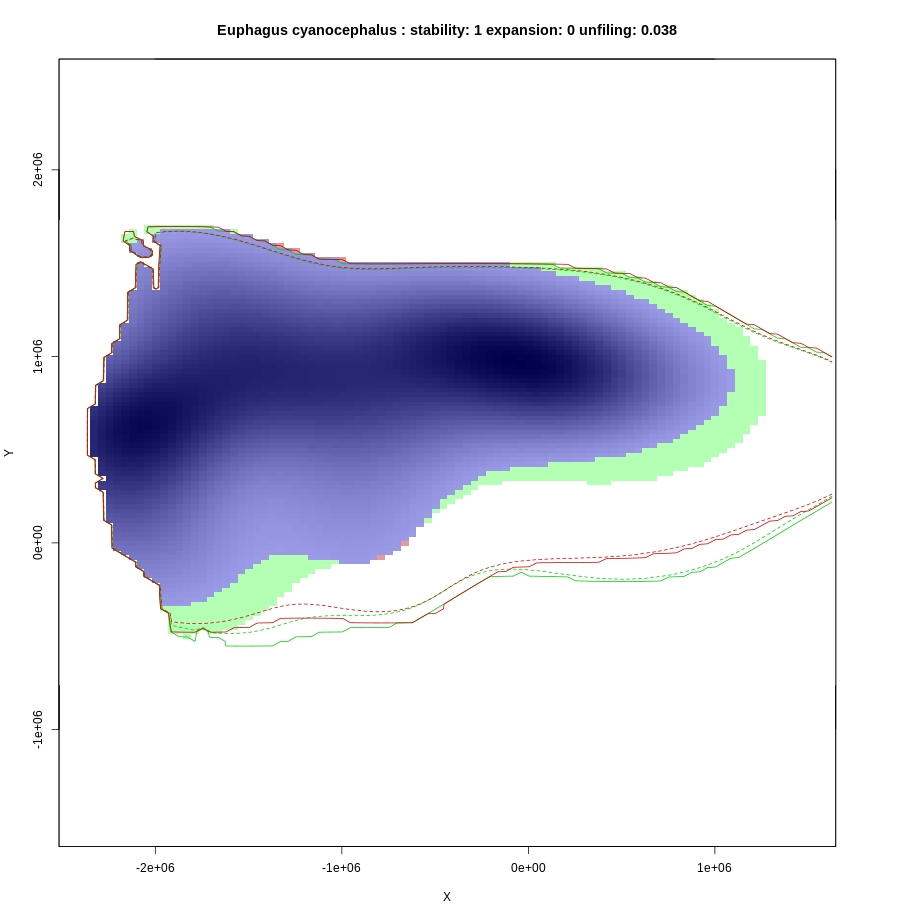 Euphagus cyanocephalus : stability: 1 expansion: 0 unfiling: 0.038
2e+06
1e+06
0e+00
-1e+06
Y
-2e+06 -1e+06 0e+00 1e+06
X